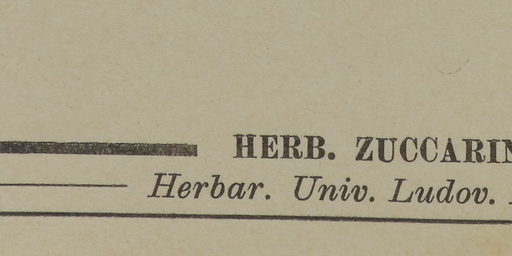 HERB. ZUCCARIN
Herbar. Univ. Ludov.